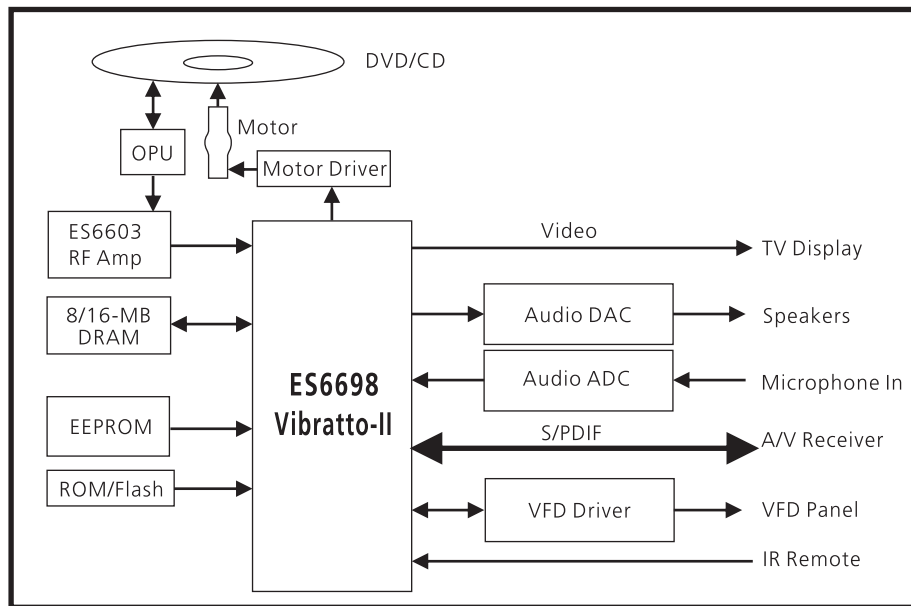 DVD/CD
Motor
OPU
Motor Driver
ES6603
RF Amp
Video
TV Display
8/16-MB
DRAM
Audio DAC
Speakers
ES6698
Vibratto-II
Audio ADC
Microphone In
EEPROM
S/PDIF
A/V Receiver
ROM/Flash
VFD Driver
VFD Panel
IR Remote